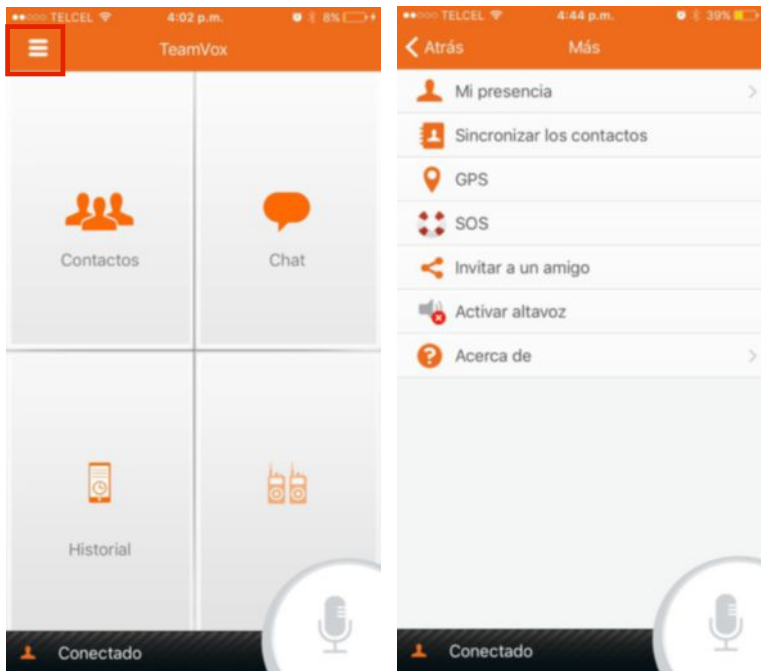 TELCEL 4:02 p.m. 8%
TeamVox
Contactos
Chat
Historial
Conectado
TELCEL 4:44 p.m. 39%
Atrás Más
Mi presencia
Sincronizar los contactos
GPS
SOS
Invitar a un amigo
Activar altavoz
Acerca de
Conectado